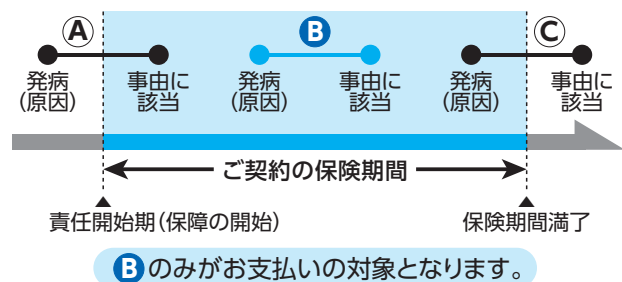 Ⓐ
Ⓑ
Ⓒ
発病
(原因)
事由に
該当
発病
(原因)
事由に
該当
発病
(原因)
事由に
該当
ご契約の保険期間
責任開始期(保障の開始)
保険期間満了
Ⓑのみがお支払いの対象となります。